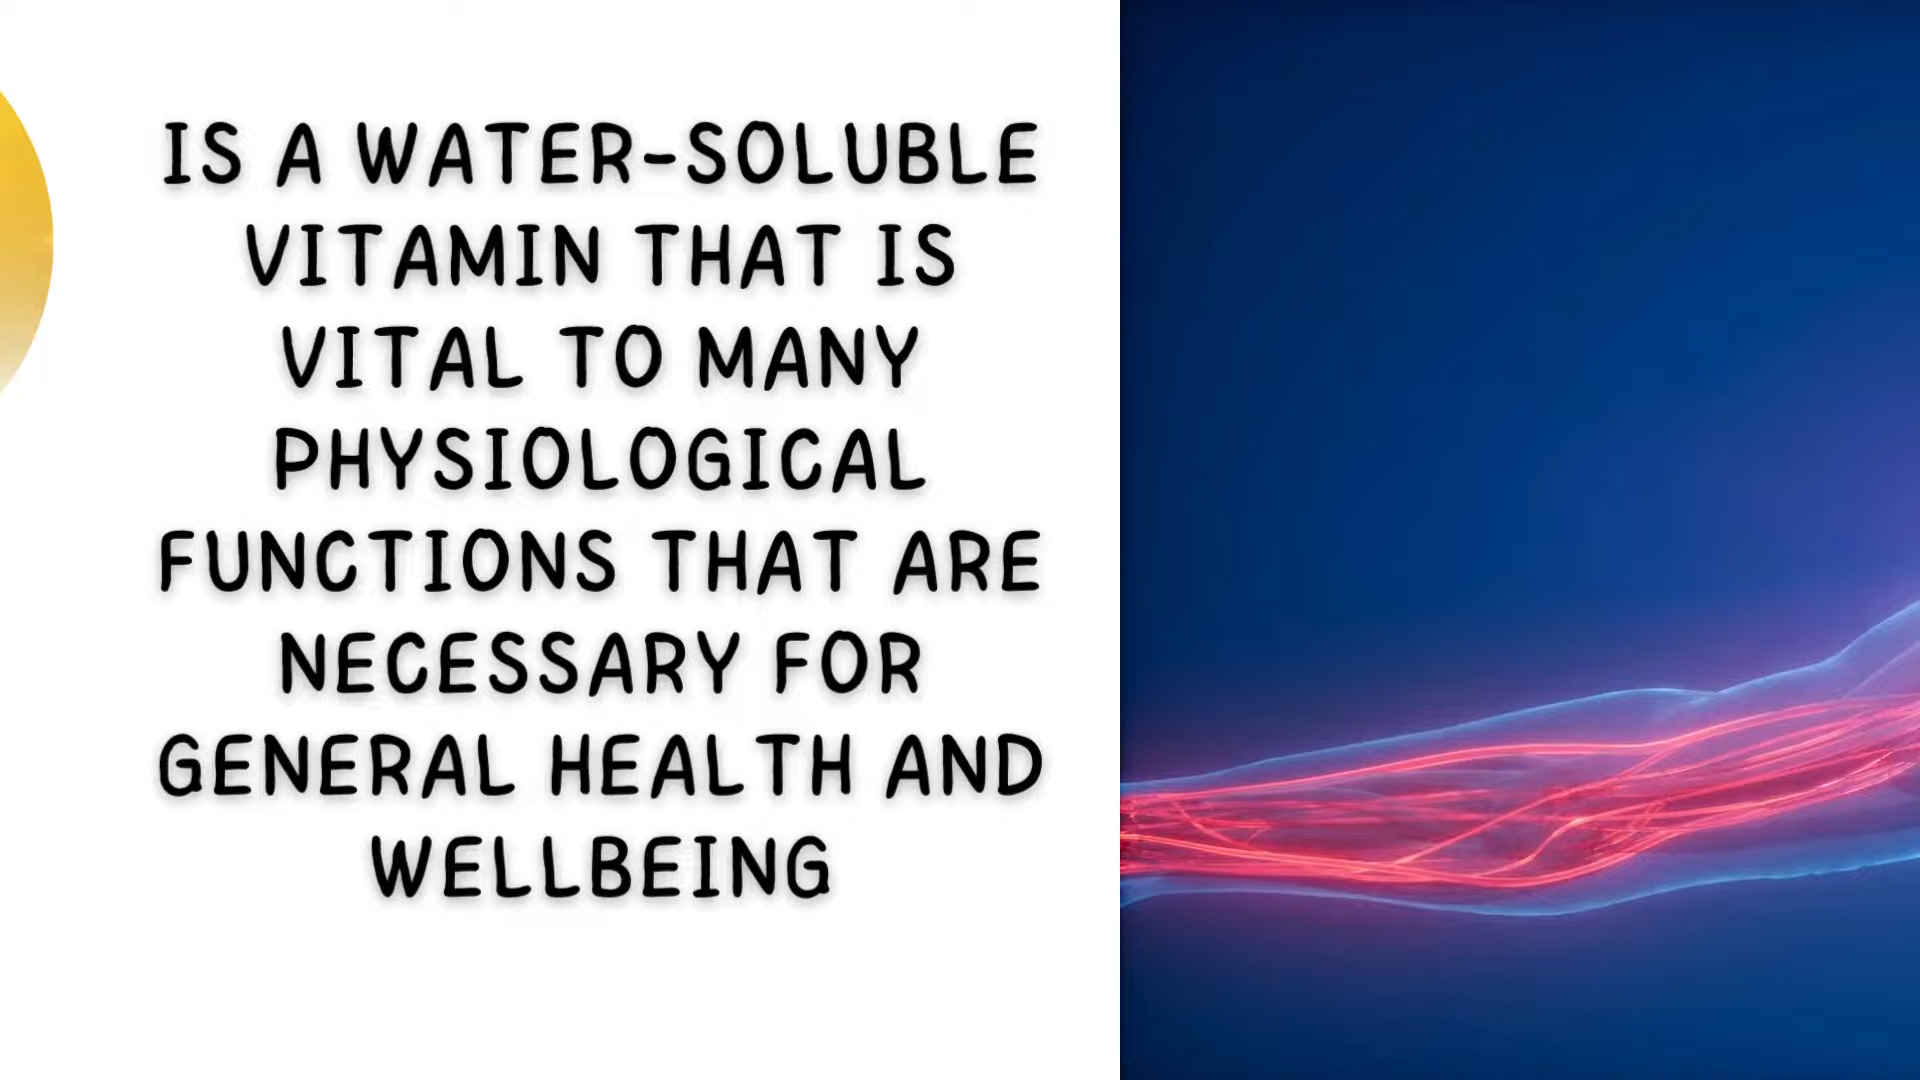 IS A WATER-SOLUBLE
VITAMIN THAT IS
VITAL TO MANY
PHYSIOLOGICAL
FUNCTIONS THAT ARE
NECESSARY FOR
GENERAL HEALTH AND
WELLBEING